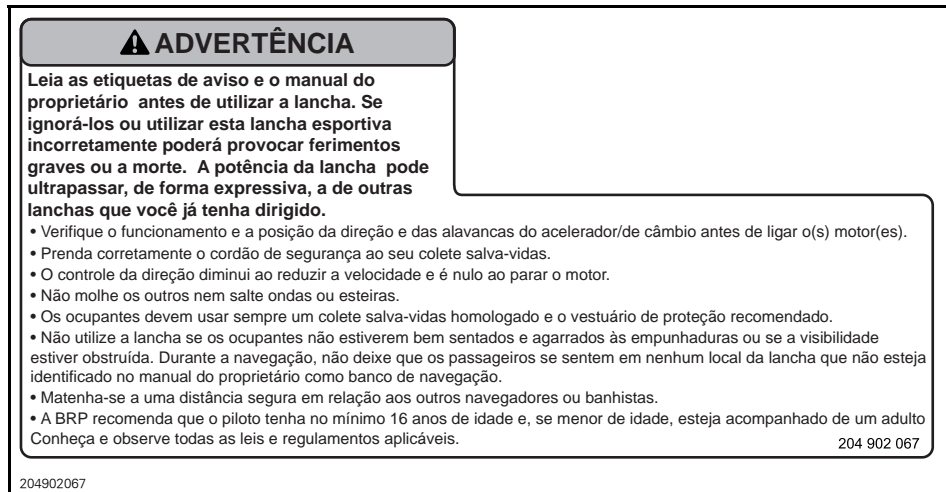 ADVERTÊNCIA
Leia as etiquetas de aviso e o manual do
proprietário antes de utilizar a lancha. Se
ignorá-los ou utilizar esta lancha esportiva
incorretamente poderá provocar ferimentos
graves ou a morte. A potência da lancha pode
ultrapassar, de forma expressiva, a de outras
lanchas que você já tenha dirigido.
• Verifique o funcionamento e a posição da direção e das alavancas do acelerador/de câmbio antes de ligar o(s) motor(es).
• Prenda corretamente o cordão de segurança ao seu colete salva-vidas.
• O controle da direção diminui ao reduzir a velocidade e é nulo ao parar o motor.
• Não molhe os outros nem salte ondas ou esteiras.
• Os ocupantes devem usar sempre um colete salva-vidas homologado e o vestuário de proteção recomendado.
• Não utilize a lancha se os ocupantes não estiverem bem sentados e agarrados às empunhaduras ou se a visibilidade
estiver obstruída. Durante a navegação, não deixe que os passageiros se sentem em nenhum local da lancha que não esteja
identificado no manual do proprietário como banco de navegação.
• Matenha-se a uma distância segura em relação aos outros navegadores ou banhistas.
• A BRP recomenda que o piloto tenha no mínimo 16 anos de idade e, se menor de idade, esteja acompanhado de um adulto
Conheça e observe todas as leis e regulamentos aplicáveis.
204 902 067
204902067